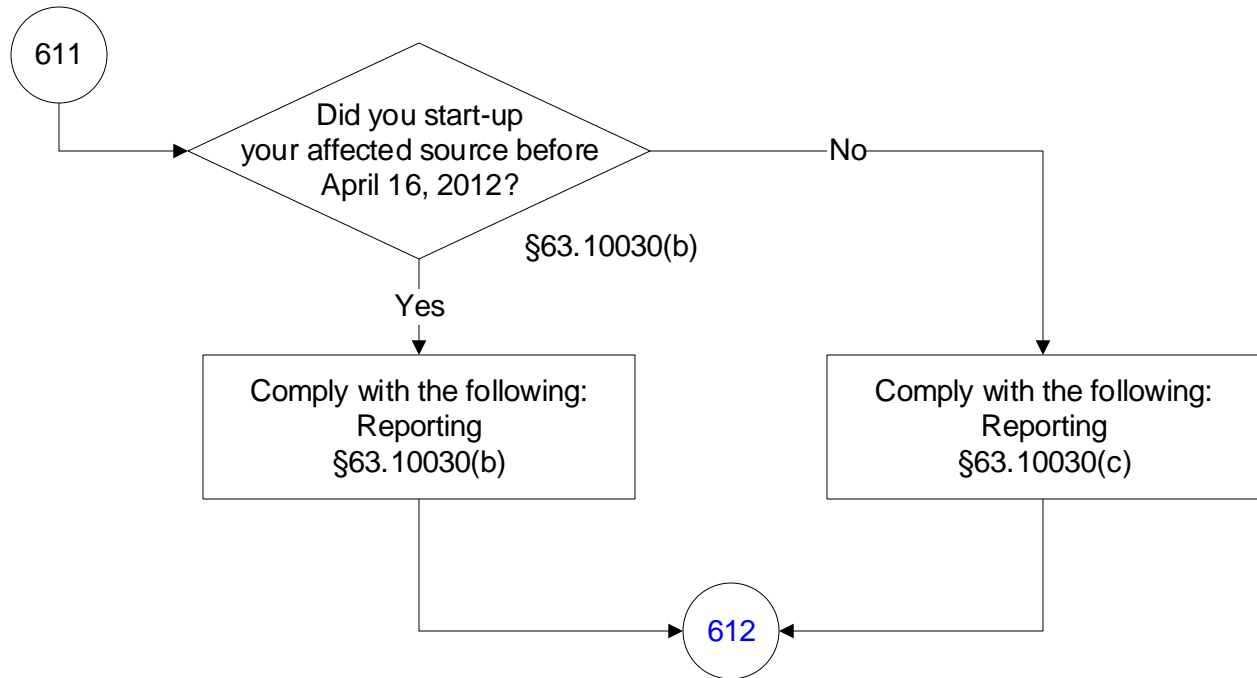 611
Did you start-up
your affected source before
April 16, 2012?
No
§63.10030(b)
Yes
Comply with the following:
Reporting
§63.10030(b)
Comply with the following:
Reporting
§63.10030(c)
612